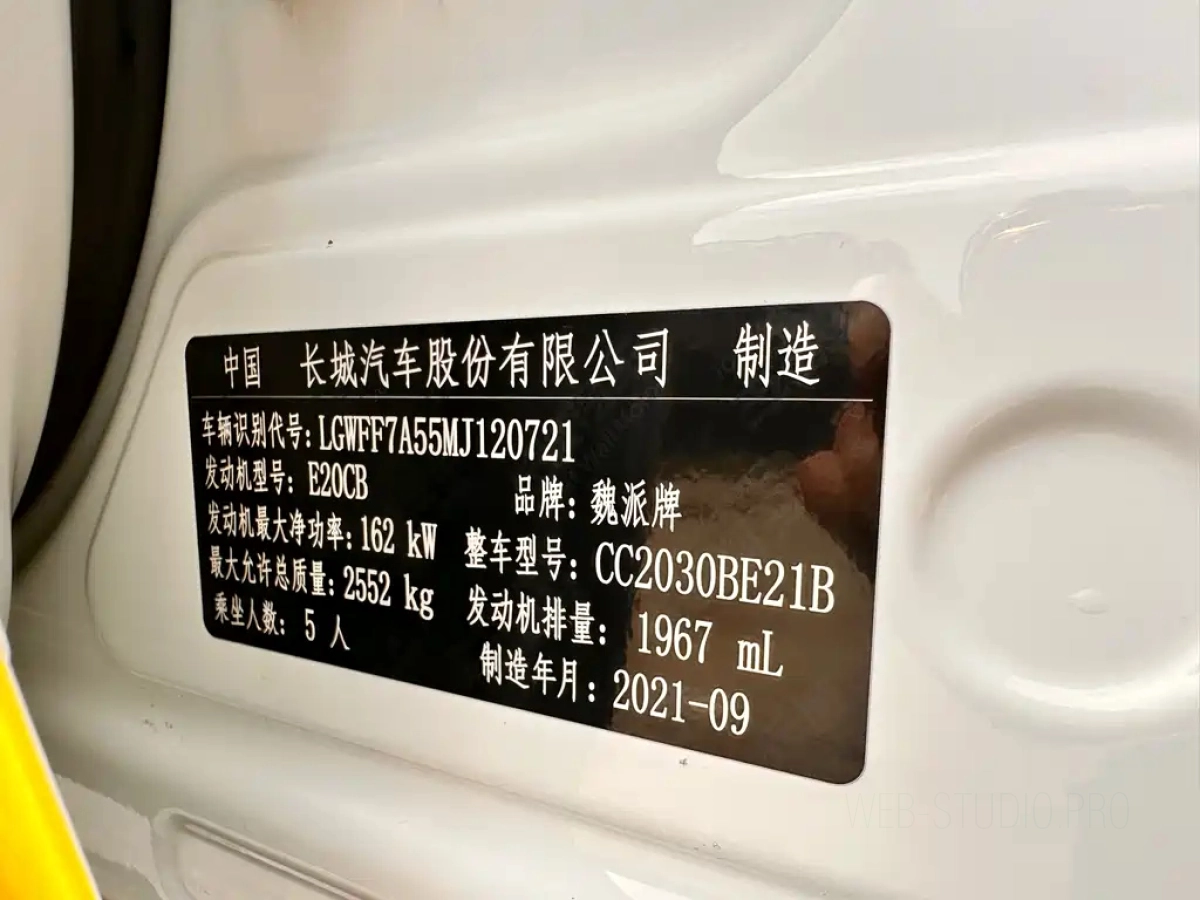 中国 长城汽车股份有限公司 制造
车辆识别代号: LGWFF7A55MJ120721
发动机型号: E20CB 品牌: 魏派牌
发动机最大净功率: 162 kW 整车型号: CC2030BE21B
最大允许总质量: 2552 kg 发动机排量: 1967 mL
乘坐人数: 5 人 制造年月: 2021-09
WEB-STUDIO PRO